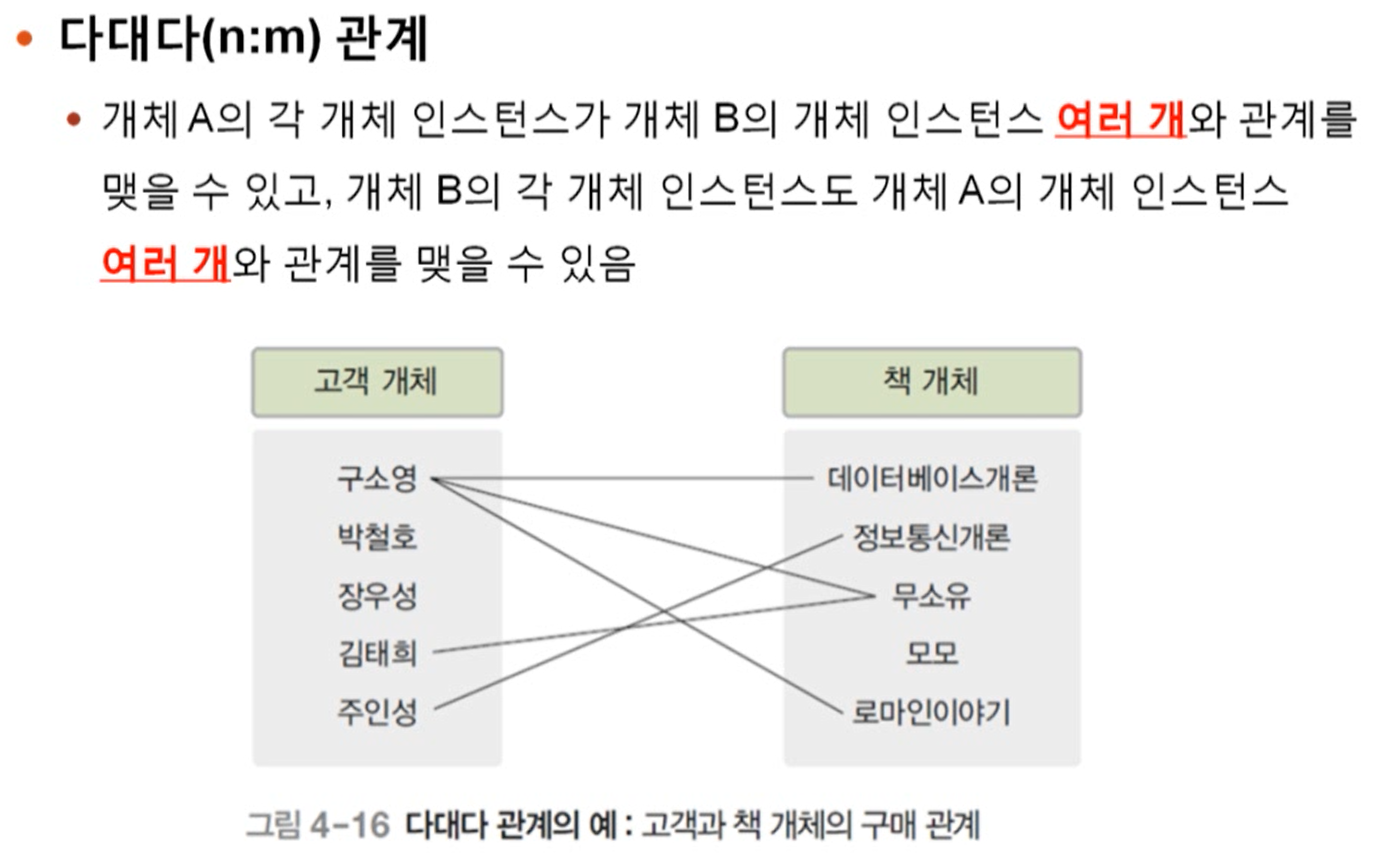 • 다대다(n:m) 관계
• 개체 A의 각 개체 인스턴스가 개체 B의 개체 인스턴스 여러 개와 관계를
맺을 수 있고, 개체 B의 각 개체 인스턴스도 개체 A의 개체 인스턴스
여러 개와 관계를 맺을 수 있음
고객 개체
구소영
박철호
장우성
김태희
주인성
책 개체
데이터베이스개론
정보통신개론
무소유
모모
로마인이야기
그림 4-16 다대다 관계의 예 : 고객과 책 개체의 구매 관계